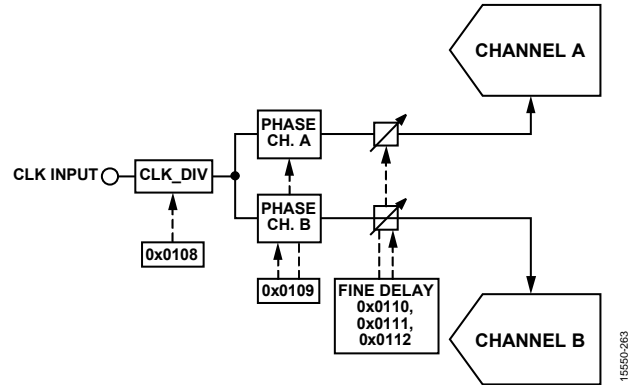 CHANNEL A
PHASE
CH. A
CLK INPUT
CLK_DIV
PHASE
CH. B
0x0108
0x0109
FINE DELAY
0x0110,
0x0111,
0x0112
CHANNEL B
15550-263